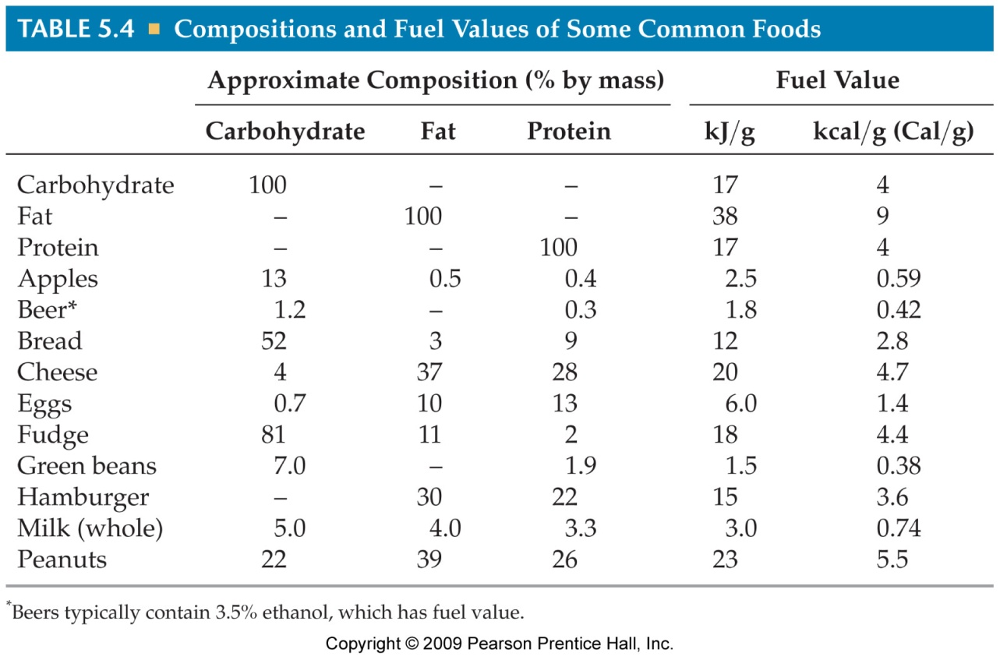 TABLE 5.4 ■ Compositions and Fuel Values of Some Common Foods
Approximate Composition (% by mass) Fuel Value
Carbohydrate Fat Protein kJ/g kcal/g (Cal/g)
Carbohydrate 100 – – 17 4
Fat – 100 – 38 9
Protein – – 100 17 4
Apples 13 0.5 0.4 2.5 0.59
Beer* 1.2 – 0.3 1.8 0.42
Bread 52 3 9 12 2.8
Cheese 4 37 28 20 4.7
Eggs 0.7 10 13 6.0 1.4
Fudge 81 11 2 18 4.4
Green beans 7.0 – 1.9 1.5 0.38
Hamburger – 30 22 15 3.6
Milk (whole) 5.0 4.0 3.3 3.0 0.74
Peanuts 22 39 26 23 5.5
*Beers typically contain 3.5% ethanol, which has fuel value.
Copyright © 2009 Pearson Prentice Hall, Inc.